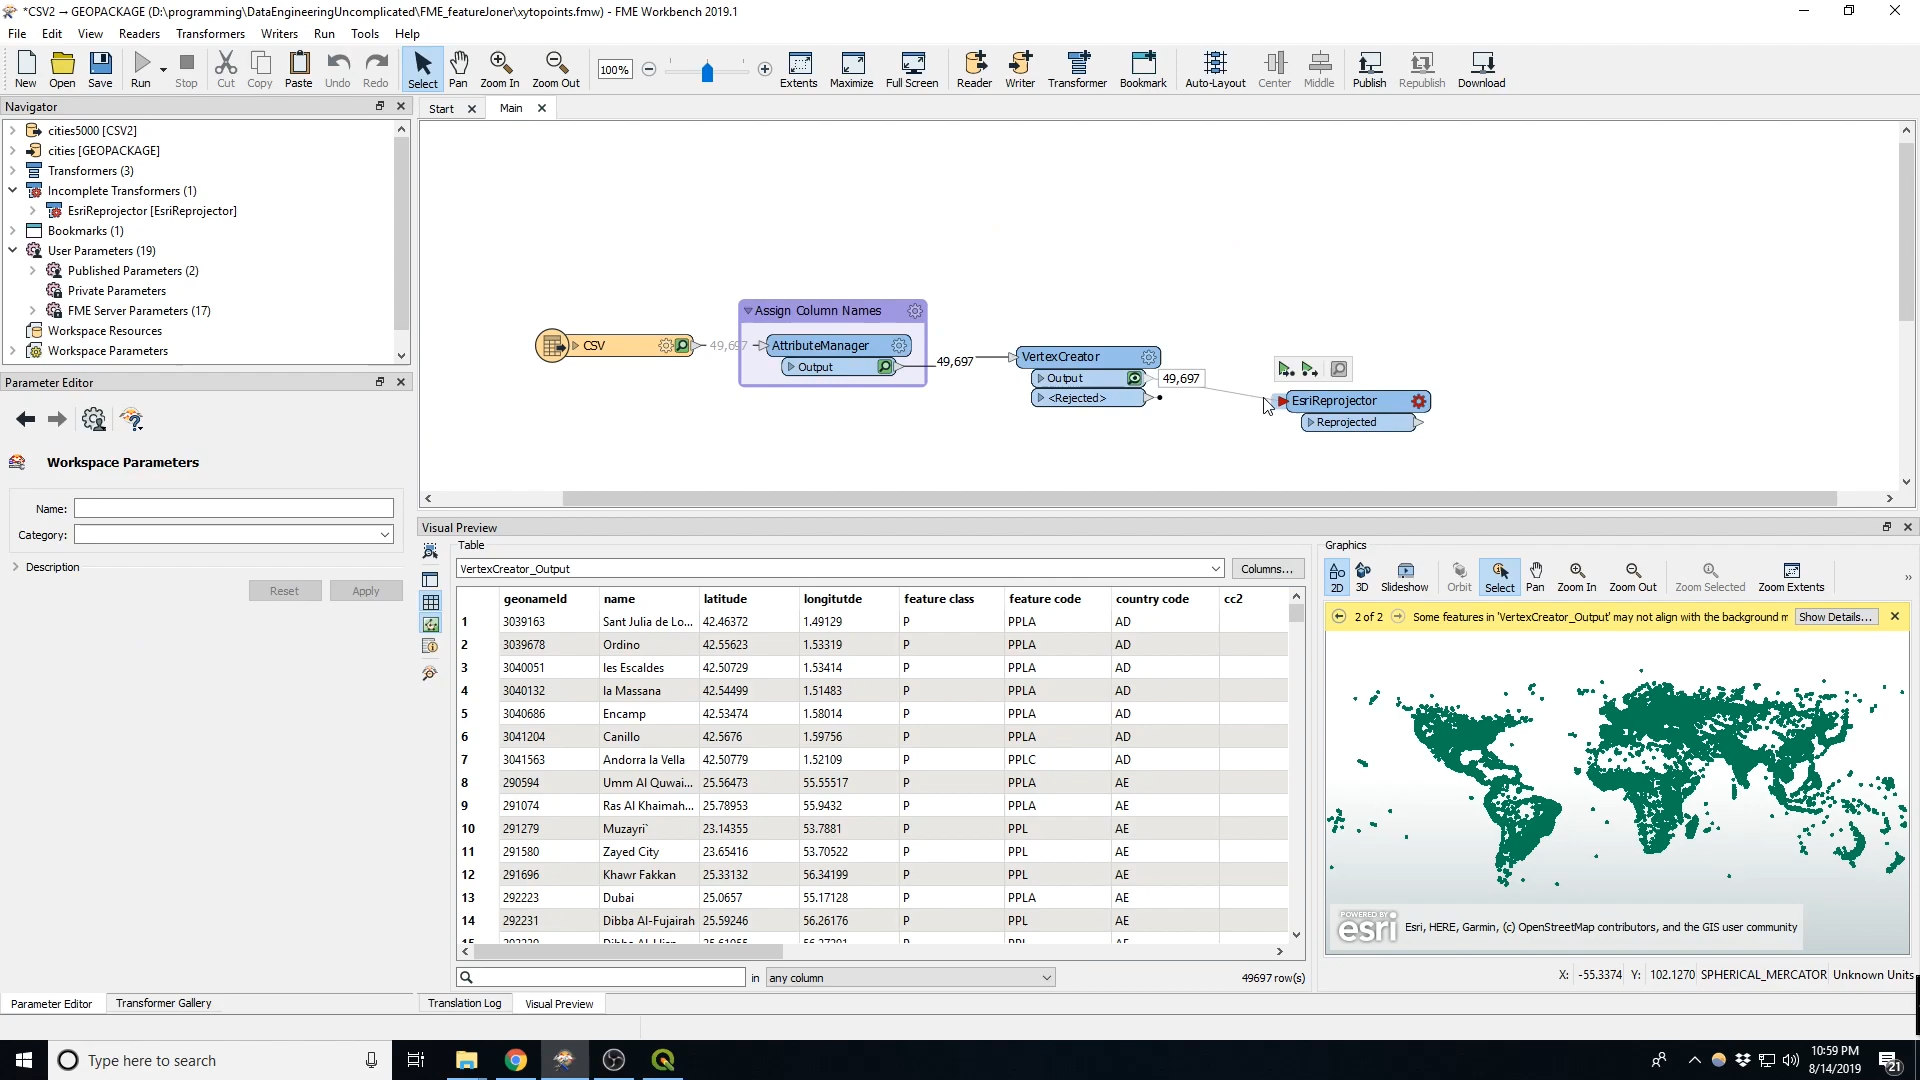 *CSV2 → GEOPACKAGE (D:\programming\DataEngineeringUncomplicated\FME_featureJoner\xytopoints.fmw) - FME Workbench 2019.1
File Edit View Readers Transformers Writers Run Tools Help
New Open Save Run Stop Cut Copy Paste Undo Redo Select Pan Zoom In Zoom Out 100% Extents Maximize Full Screen Reader Writer Transformer Bookmark Auto-Layout Center Middle Publish Republish Download
Navigator
Start Main
cities5000 [CSV2]
cities [GEOPACKAGE]
Transformers (3)
Incomplete Transformers (1)
EsriReprojector [EsriReprojector]
Bookmarks (1)
User Parameters (19)
Published Parameters (2)
Private Parameters
FME Server Parameters (17)
Workspace Resources
Workspace Parameters
Assign Column Names
CSV
49,697
AttributeManager
Output
49,697
VertexCreator
Output
49,697
<Rejected>
EsriReprojector
Reprojected
Parameter Editor
Workspace Parameters
Name:
Category:
Description
Reset Apply
Parameter Editor Transformer Gallery
Visual Preview
Table
VertexCreator_Output Columns...
geonameId name latitude longitutde feature class feature code country code cc2
1 3039163 Sant Julia de Lo... 42.46372 1.49129 P PPLA AD
2 3039678 Ordino 42.55623 1.53319 P PPLA AD
3 3040051 les Escaldes 42.50729 1.53414 P PPLA AD
4 3040132 la Massana 42.54499 1.51483 P PPLA AD
5 3040686 Encamp 42.53474 1.58014 P PPLA AD
6 3041204 Canillo 42.5676 1.59756 P PPLA AD
7 3041563 Andorra la Vella 42.50779 1.52109 P PPLC AD
8 290594 Umm Al Quwai... 25.56473 55.55517 P PPLA AE
9 291074 Ras Al Khaimah... 25.78953 55.9432 P PPLA AE
10 291279 Muzayri` 23.14355 53.7881 P PPL AE
11 291580 Zayed City 23.65416 53.70522 P PPL AE
12 291696 Khawr Fakkan 25.33132 56.34199 P PPL AE
13 292223 Dubai 25.0657 55.17128 P PPLA AE
14 292231 Dibba Al-Fujairah 25.59246 56.26176 P PPL AE
in any column 49697 row(s)
Translation Log Visual Preview
Graphics
2D 3D Slideshow Orbit Select Pan Zoom In Zoom Out Zoom Selected Zoom Extents
2 of 2 Some features in 'VertexCreator_Output' may not align with the background m Show Details...
POWERED BY
esri
Esri, HERE, Garmin, (c) OpenStreetMap contributors, and the GIS user community
X: -55.3374 Y: 102.1270 SPHERICAL_MERCATOR Unknown Units
Type here to search
10:59 PM
8/14/2019
21